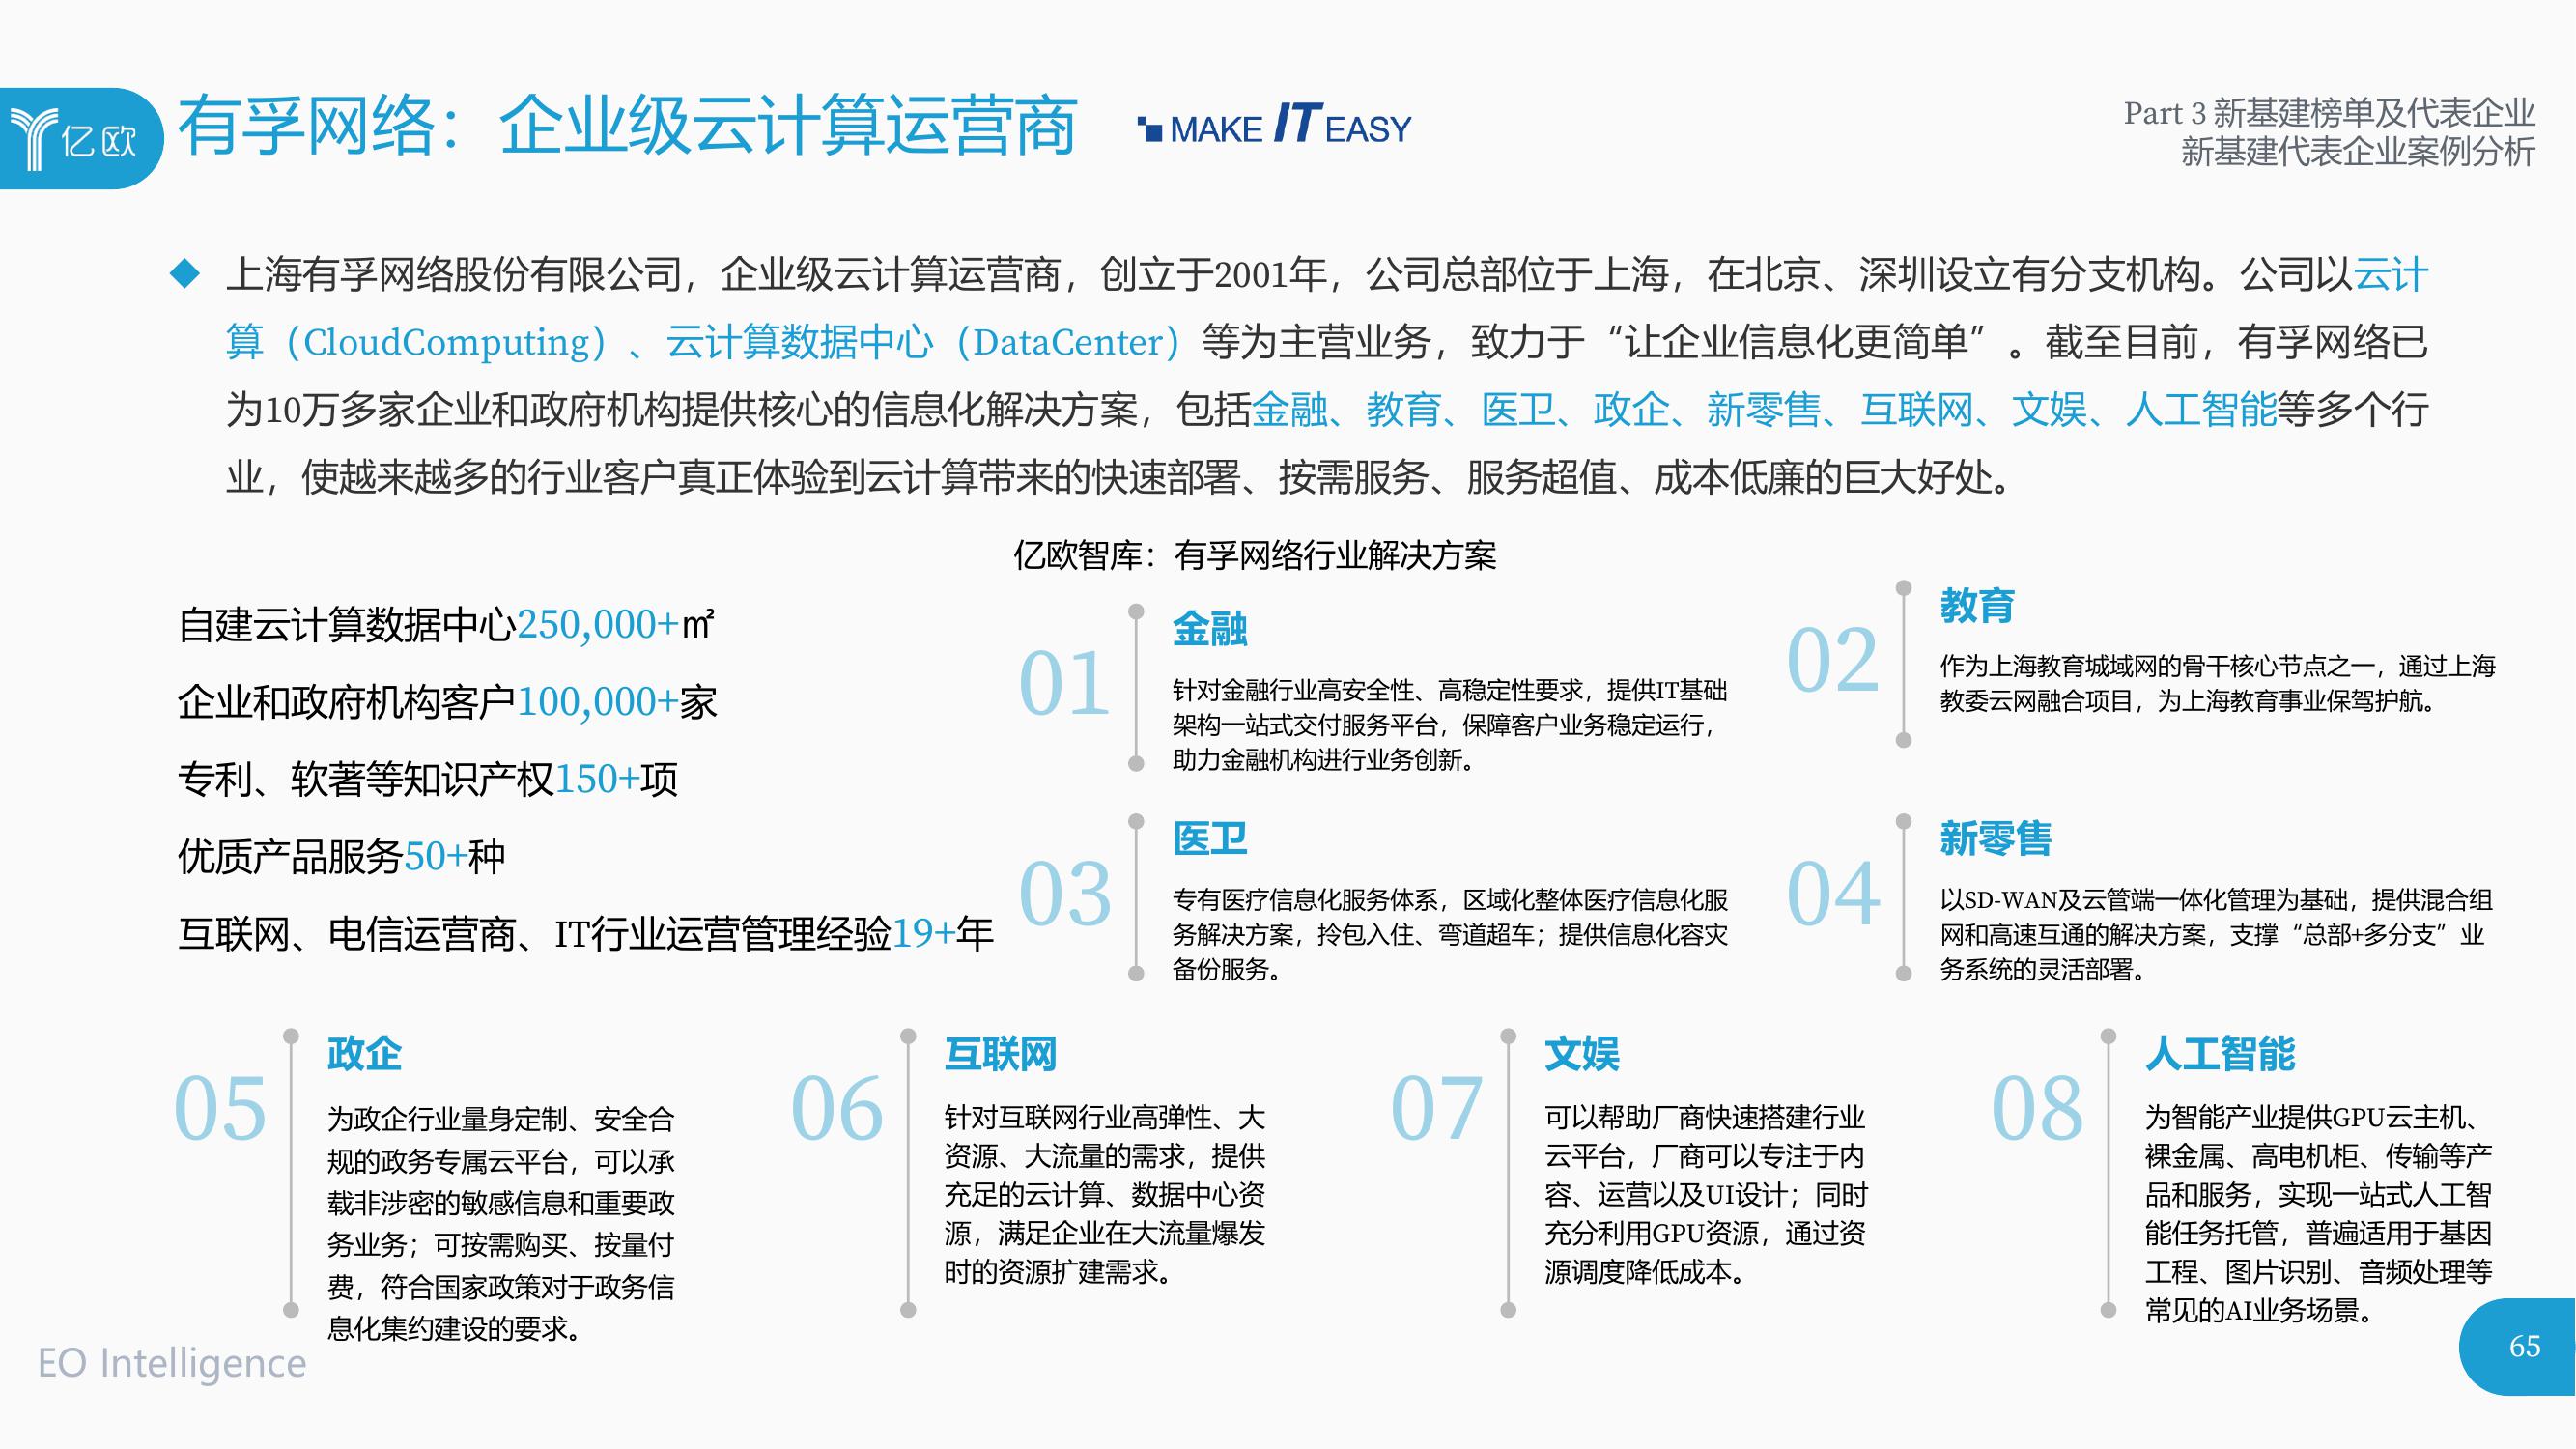 亿欧
有孚网络：企业级云计算运营商
MAKE IT EASY
Part 3 新基建榜单及代表企业
新基建代表企业案例分析
上海有孚网络股份有限公司，企业级云计算运营商，创立于2001年，公司总部位于上海，在北京、深圳设立有分支机构。公司以云计
算（CloudComputing）、云计算数据中心（DataCenter）等为主营业务，致力于“让企业信息化更简单”。截至目前，有孚网络已
为10万多家企业和政府机构提供核心的信息化解决方案，包括金融、教育、医卫、政企、新零售、互联网、文娱、人工智能等多个行
业，使越来越多的行业客户真正体验到云计算带来的快速部署、按需服务、服务超值、成本低廉的巨大好处。
亿欧智库：有孚网络行业解决方案
自建云计算数据中心250,000+㎡
企业和政府机构客户100,000+家
专利、软著等知识产权150+项
优质产品服务50+种
互联网、电信运营商、IT行业运营管理经验19+年
01
金融
针对金融行业高安全性、高稳定性要求，提供IT基础
架构一站式交付服务平台，保障客户业务稳定运行，
助力金融机构进行业务创新。
02
教育
作为上海教育城域网的骨干核心节点之一，通过上海
教委云网融合项目，为上海教育事业保驾护航。
03
医卫
专有医疗信息化服务体系，区域化整体医疗信息化服
务解决方案，拎包入住、弯道超车；提供信息化容灾
备份服务。
04
新零售
以SD-WAN及云管端一体化管理为基础，提供混合组
网和高速互通的解决方案，支撑“总部+多分支”业
务系统的灵活部署。
05
政企
为政企行业量身定制、安全合
规的政务专属云平台，可以承
载非涉密的敏感信息和重要政
务业务；可按需购买、按量付
费，符合国家政策对于政务信
息化集约建设的要求。
06
互联网
针对互联网行业高弹性、大
资源、大流量的需求，提供
充足的云计算、数据中心资
源，满足企业在大流量爆发
时的资源扩建需求。
07
文娱
可以帮助厂商快速搭建行业
云平台，厂商可以专注于内
容、运营以及UI设计；同时
充分利用GPU资源，通过资
源调度降低成本。
08
人工智能
为智能产业提供GPU云主机、
裸金属、高电机柜、传输等产
品和服务，实现一站式人工智
能任务托管，普遍适用于基因
工程、图片识别、音频处理等
常见的AI业务场景。
EO Intelligence
65